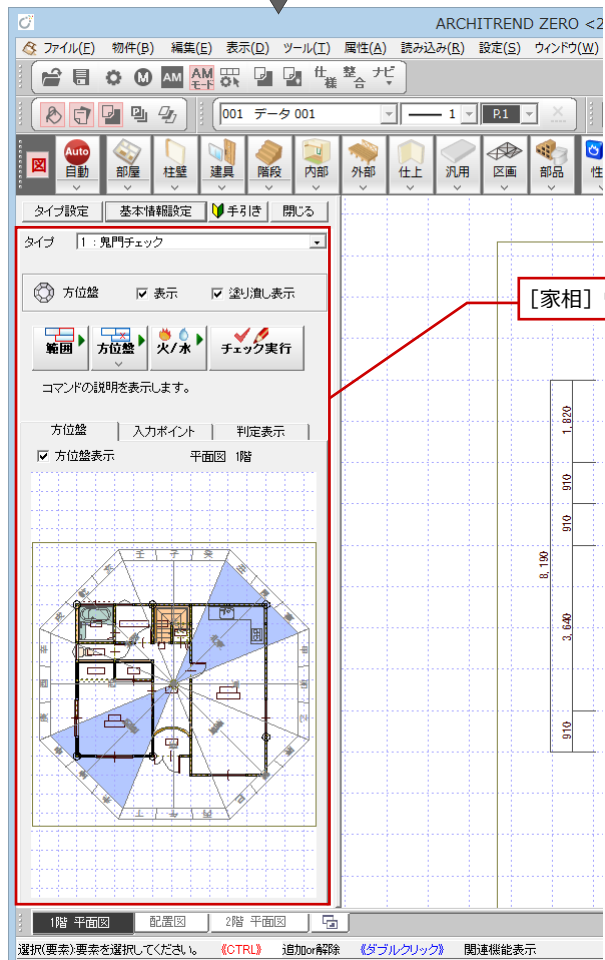 ARCHITREND ZERO <2
ファイル(F) 物件(B) 編集(E) 表示(D) ツール(T) 属性(A) 読み込み(R) 設定(S) ウィンドウ(W)
AM AMモード 仕様 整合 ナビ
001 データ 001 1 P.1
図 Auto 自動 部屋 柱壁 建具 階段 内部 外部 仕上 汎用 区画 部品 性
タイプ設定 基本情報設定 手引き 閉じる
タイプ 1:鬼門チェック
[家相]
方位盤 表示 塗り潰し表示
範囲 方位盤 火/水 チェック実行
コマンドの説明を表示します。
方位盤 入力ポイント 判定表示
方位盤表示 平面図 1階
壬 子 癸
1,820
910
910
8,190
3,640
910
1階 平面図 配置図 2階 平面図
選択(要素):要素を選択してください。 《CTRL》 追加or解除 《ダブルクリック》 関連機能表示